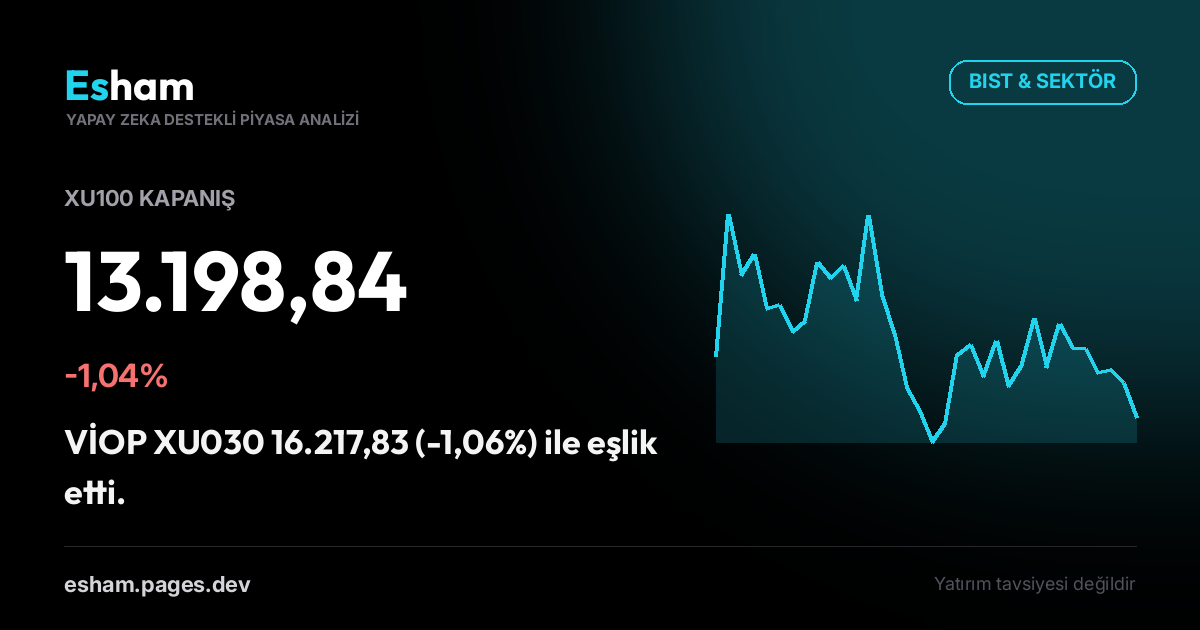 Esham
YAPAY ZEKA DESTEKLİ PİYASA ANALİZİ
BIST & SEKTÖR
XU100 KAPANIŞ
13.198,84
-1,04%
VİOP XU030 16.217,83 (-1,06%) ile eşlik
etti.
esham.pages.dev
Yatırım tavsiyesi değildir